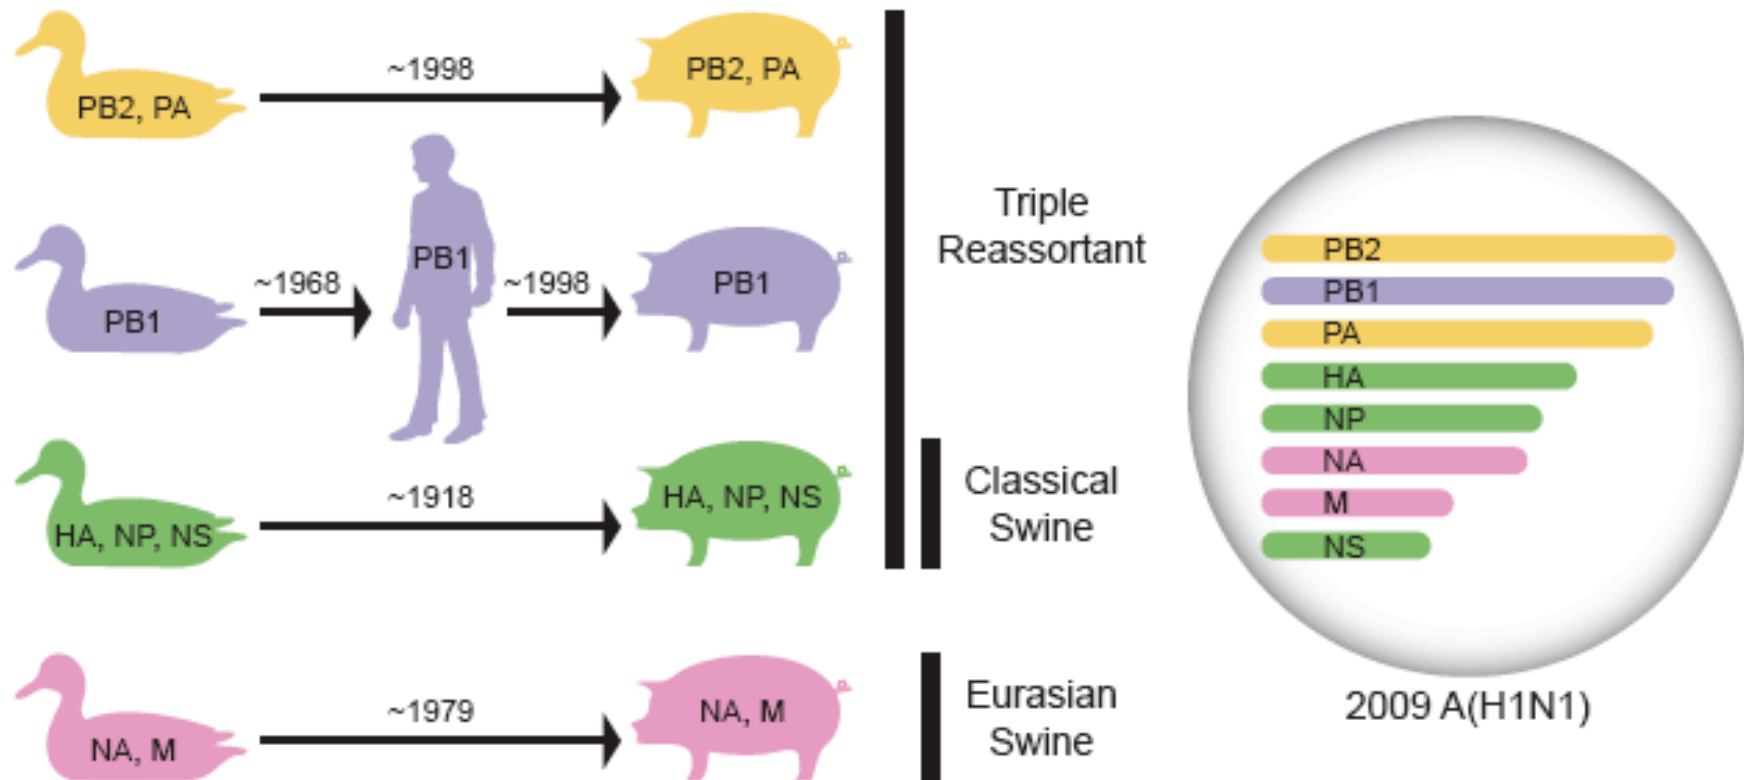 ~1998
PB2, PA
PB2, PA
~1968
PB1
~1998
PB1
PB1
~1918
HA, NP, NS
HA, NP, NS
~1979
NA, M
NA, M
Triple
Reassortant
Classical
Swine
Eurasian
Swine
PB2
PB1
PA
HA
NP
NA
M
NS
2009 A(H1N1)